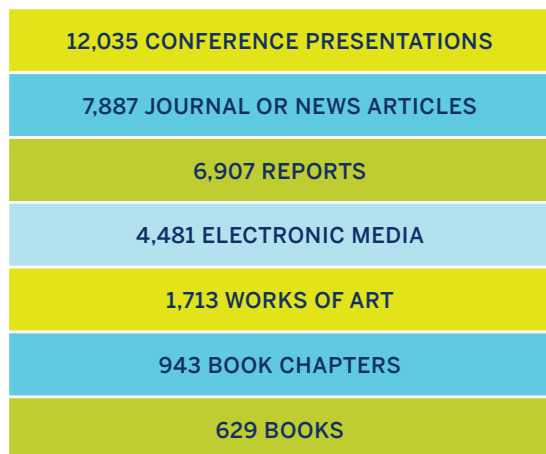 12,035 CONFERENCE PRESENTATIONS
7,887 JOURNAL OR NEWS ARTICLES
6,907 REPORTS
4,481 ELECTRONIC MEDIA
1,713 WORKS OF ART
943 BOOK CHAPTERS
629 BOOKS